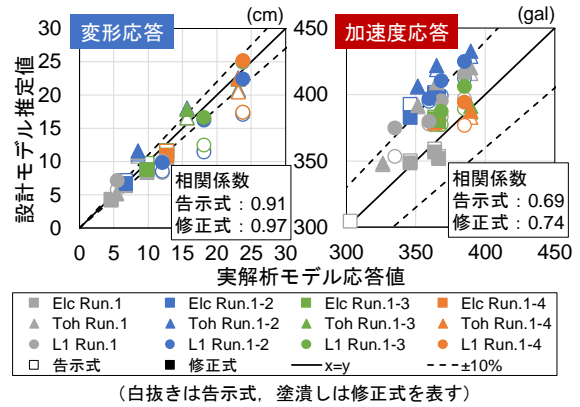 変形応答
(cm)
加速度応答
(gal)
設計モデル推定値
30
25
20
15
10
5
0
0
5
10
15
20
25
30
相関係数
告示式：0.91
修正式：0.97
450
400
350
300
300
350
400
450
相関係数
告示式：0.69
修正式：0.74
実解析モデル応答値
Elc Run.1
Elc Run.1-2
Elc Run.1-3
Elc Run.1-4
Toh Run.1
Toh Run.1-2
Toh Run.1-3
Toh Run.1-4
L1 Run.1
L1 Run.1-2
L1 Run.1-3
L1 Run.1-4
告示式
修正式
x=y
±10%
（白抜きは告示式，塗潰しは修正式を表す）